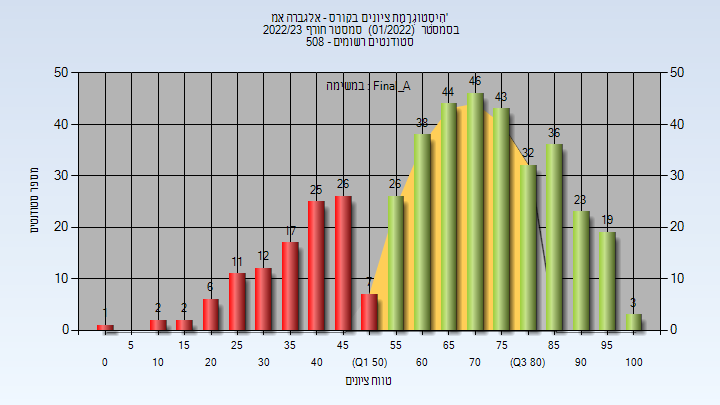 היסטוגרמת ציונים בקורס - אלגברה אמ'
בסמסטר (01/2022) סמסטר חורף 2022/23
סטודנטים רשומים - 508
במשימה : Final_A
מספר סטודנטים
50 50
40 40
30 30
20 20
10 10
0 0
1 2 2 6 11 12 17 25 26 7 26 38 44 46 43 32 36 23 19 3
5 15 25 35 45 55 65 75 85 95
0 10 20 30 40 (Q1 50) 60 70 (Q3 80) 90 100
טווח ציונים